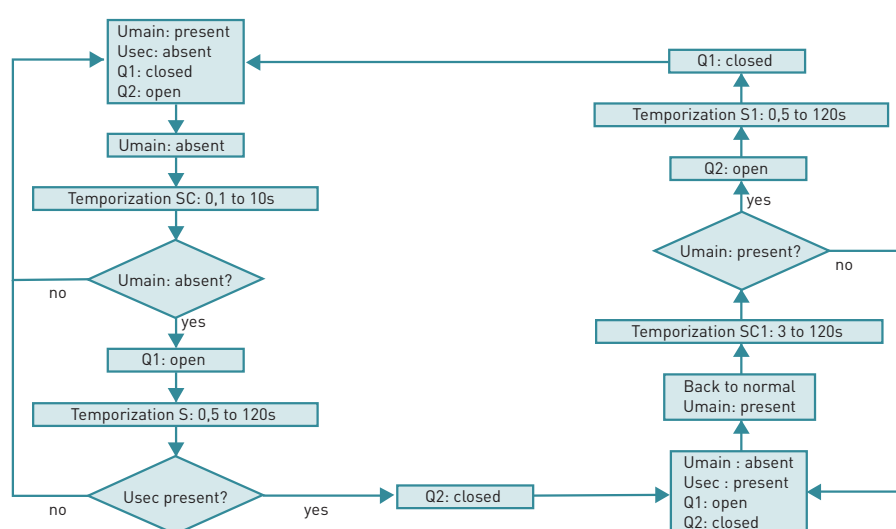 Umain: present
Usec: absent
Q1: closed
Q2: open
Umain: absent
Temporization SC: 0,1 to 10s
Umain: absent?
no
yes
Q1: open
Temporization S: 0,5 to 120s
Usec present?
no
yes
Q2: closed
Umain : absent
Usec : present
Q1: open
Q2: closed
Back to normal
Umain: present
Temporization SC1: 3 to 120s
Umain: present?
no
yes
Q2: open
Temporization S1: 0,5 to 120s
Q1: closed